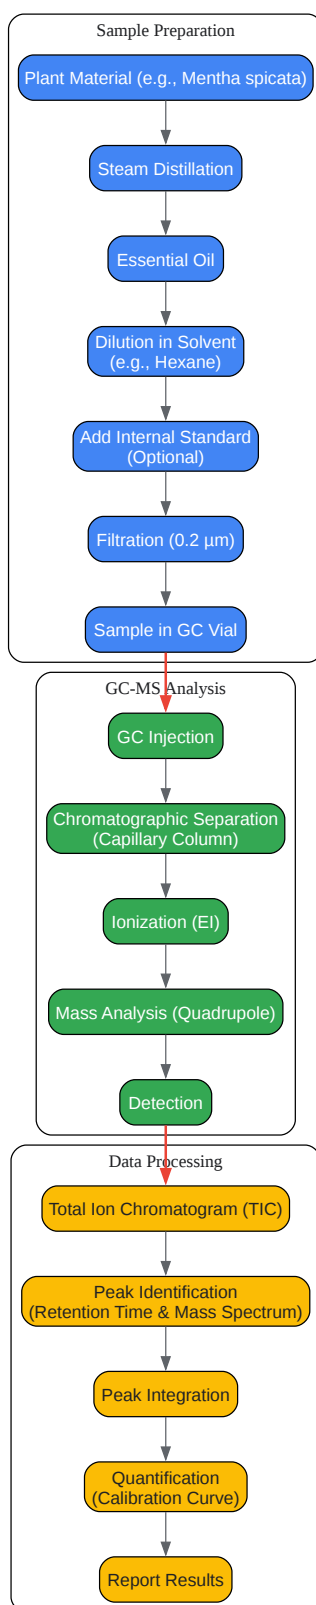 Sample Preparation
Plant Material (e.g., Mentha spicata)
Steam Distillation
Essential Oil
Dilution in Solvent
(e.g., Hexane)
Add Internal Standard
(Optional)
Filtration (0.2 µm)
Sample in GC Vial
GC-MS Analysis
GC Injection
Chromatographic Separation
(Capillary Column)
Ionization (EI)
Mass Analysis (Quadrupole)
Detection
Data Processing
Total Ion Chromatogram (TIC)
Peak Identification
(Retention Time & Mass Spectrum)
Peak Integration
Quantification
(Calibration Curve)
Report Results